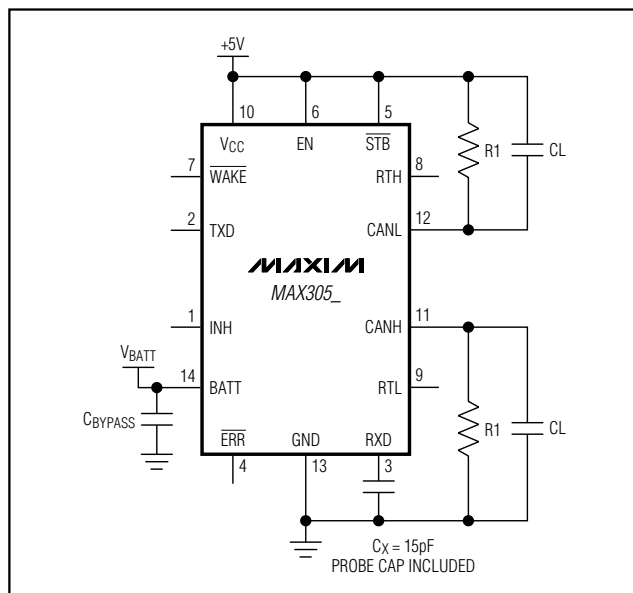 +5V
10 6 5
VCC EN STB
7 WAKE
RTH 8
R1 CL
2 TXD
CANL 12
MAXIM
MAX305_
1 INH
CANH 11
VBATT
14 BATT
RTL 9
CBYPASS
R1 CL
ERR GND RXD
4 13 3
CX = 15pF
PROBE CAP INCLUDED